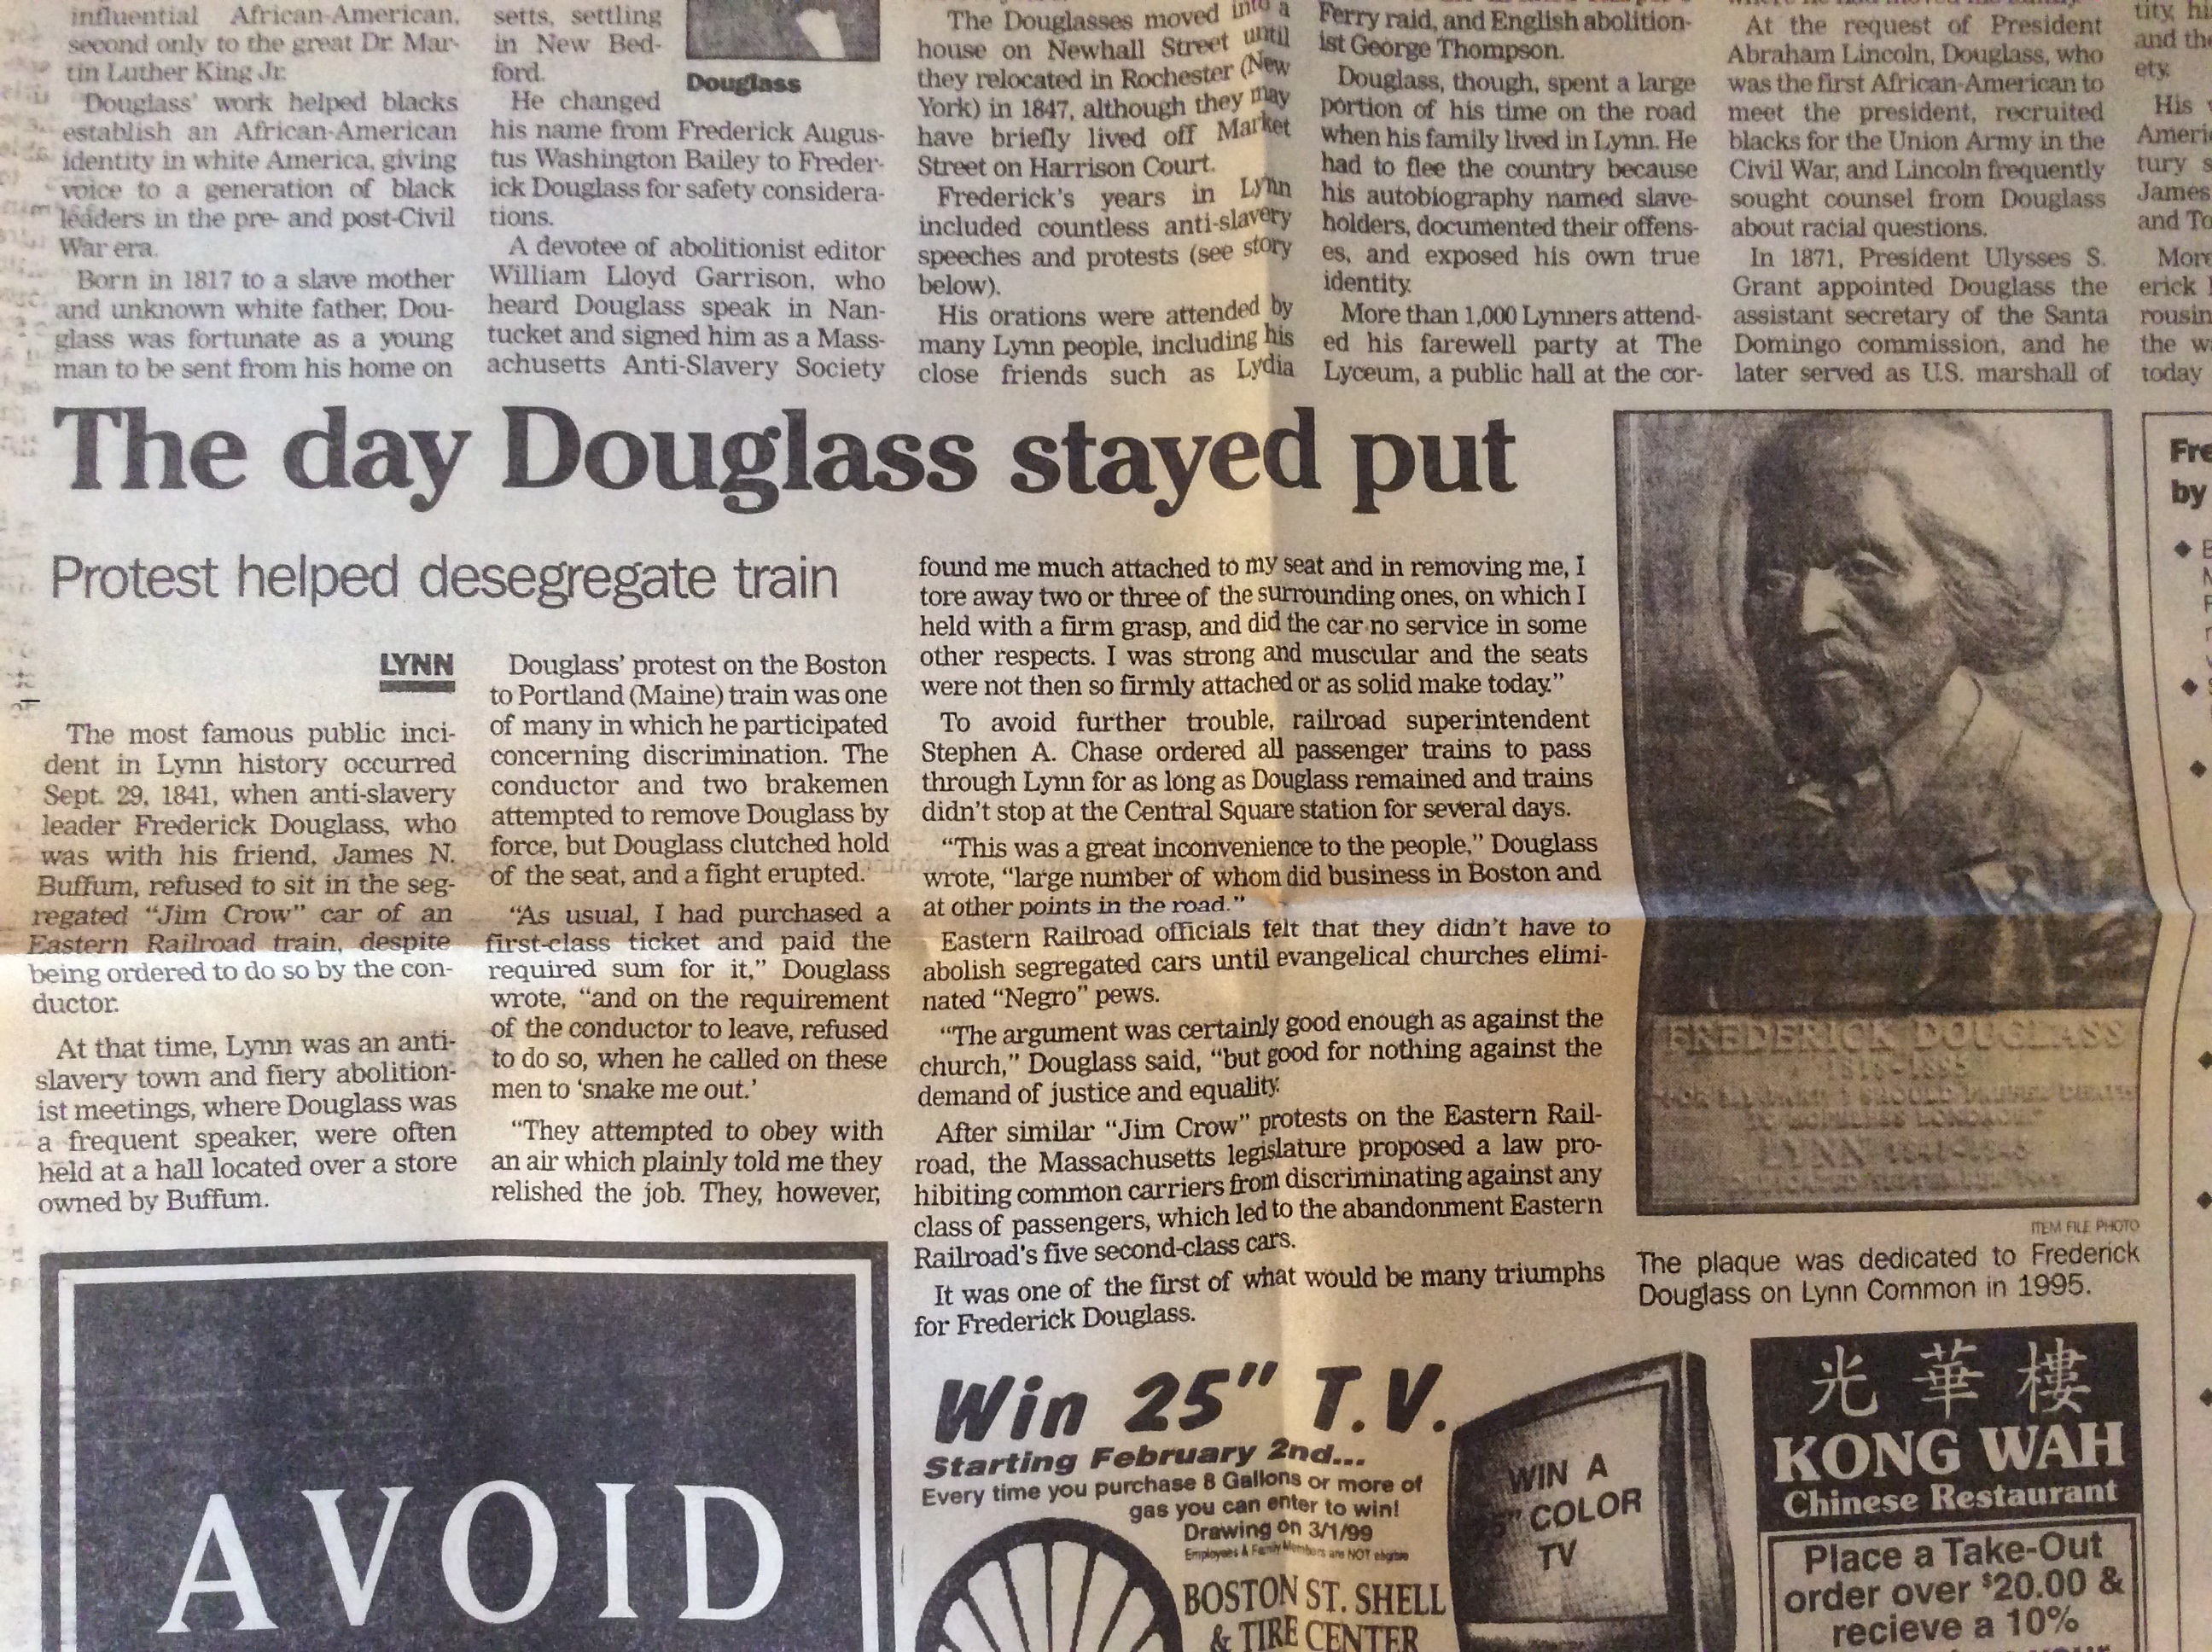 influential African-American,
second only to the great Dr. Mar-
tin Luther King Jr.
Douglass' work helped blacks
establish an African-American
identity in white America, giving
voice to a generation of black
leaders in the pre- and post-Civil
War era.
Born in 1817 to a slave mother
and unknown white father, Dou-
glass was fortunate as a young
man to be sent from his home on
setts, settling
in New Bed-
ford.
He changed
his name from Frederick Augus-
tus Washington Bailey to Freder-
ick Douglass for safety considera-
tions.
A devotee of abolitionist editor
William Lloyd Garrison, who
heard Douglass speak in Nan-
tucket and signed him as a Mass-
achusetts Anti-Slavery Society
Douglass
The Douglasses moved into a
house on Newhall Street until
they relocated in Rochester (New
York) in 1847, although they may
have briefly lived off Market
Street on Harrison Court.
Frederick's years in Lynn
included countless anti-slavery
speeches and protests (see story
below).
His orations were attended by
many Lynn people, including his
close friends such as Lydia
Ferry raid, and English abolition-
ist George Thompson.
Douglass, though, spent a large
portion of his time on the road
when his family lived in Lynn. He
had to flee the country because
his autobiography named slave-
holders, documented their offens-
es, and exposed his own true
identity.
More than 1,000 Lynners attend-
ed his farewell party at The
Lyceum, a public hall at the cor-
At the request of President
Abraham Lincoln, Douglass, who
was the first African-American to
meet the president, recruited
blacks for the Union Army in the
Civil War, and Lincoln frequently
sought counsel from Douglass
about racial questions.
In 1871, President Ulysses S.
Grant appointed Douglass the
assistant secretary of the Santa
Domingo commission, and he
later served as U.S. marshall of
tity, hi
and the
ety.
His
Americ
tury s
James
and To
More
erick
rousin
the w
today
The day Douglass stayed put
Protest helped desegregate train
LYNN
The most famous public inci-
dent in Lynn history occurred
Sept. 29, 1841, when anti-slavery
leader Frederick Douglass, who
was with his friend, James N.
Buffum, refused to sit in the seg-
regated "Jim Crow" car of an
Eastern Railroad train, despite
being ordered to do so by the con-
ductor.
At that time, Lynn was an anti-
slavery town and fiery abolition-
ist meetings, where Douglass was
a frequent speaker, were often
held at a hall located over a store
owned by Buffum.
Douglass' protest on the Boston
to Portland (Maine) train was one
of many in which he participated
concerning discrimination. The
conductor and two brakemen
attempted to remove Douglass by
force, but Douglass clutched hold
of the seat, and a fight erupted.
"As usual, I had purchased a
first-class ticket and paid the
required sum for it," Douglass
wrote, "and on the requirement
of the conductor to leave, refused
to do so, when he called on these
men to 'snake me out.'
"They attempted to obey with
an air which plainly told me they
relished the job. They, however,
found me much attached to my seat and in removing me, I
tore away two or three of the surrounding ones, on which I
held with a firm grasp, and did the car no service in some
other respects. I was strong and muscular and the seats
were not then so firmly attached or as solid make today."
To avoid further trouble, railroad superintendent
Stephen A. Chase ordered all passenger trains to pass
through Lynn for as long as Douglass remained and trains
didn't stop at the Central Square station for several days.
"This was a great inconvenience to the people," Douglass
wrote, "large number of whom did business in Boston and
at other points in the road."
Eastern Railroad officials felt that they didn't have to
abolish segregated cars until evangelical churches elimi-
nated "Negro" pews.
"The argument was certainly good enough as against the
church," Douglass said, "but good for nothing against the
demand of justice and equality.
After similar "Jim Crow" protests on the Eastern Rail-
road, the Massachusetts legislature proposed a law pro-
hibiting common carriers from discriminating against any
class of passengers, which led to the abandonment Eastern
Railroad's five second-class cars.
It was one of the first of what would be many triumphs
for Frederick Douglass.
FREDERICK DOUGLASS
LYNN
ITEM FILE PHOTO
The plaque was dedicated to Frederick
Douglass on Lynn Common in 1995.
Fre
by
AVOID
Win 25" T.V.
Starting February 2nd...
Every time you purchase 8 Gallons or more of
gas you can enter to win!
Drawing on 3/1/99
Employees & Family Members are NOT eligible
BOSTON ST. SHELL
& TIRE CENTER
WIN A
COLOR
TV
光華樓
KONG WAH
Chinese Restaurant
Place a Take-Out
order over $20.00 &
recieve a 10%